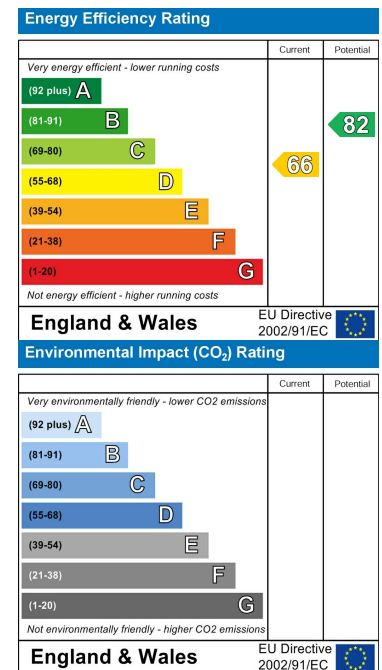 Energy Efficiency Rating
Current Potential
Very energy efficient - lower running costs
(92 plus) A
(81-91) B
82
(69-80) C
66
(55-68) D
(39-54) E
(21-38) F
(1-20) G
Not energy efficient - higher running costs
England & Wales
EU Directive
2002/91/EC
Environmental Impact (CO₂) Rating
Current Potential
Very environmentally friendly - lower CO2 emissions
(92 plus) A
(81-91) B
(69-80) C
(55-68) D
(39-54) E
(21-38) F
(1-20) G
Not environmentally friendly - higher CO2 emissions
England & Wales
EU Directive
2002/91/EC